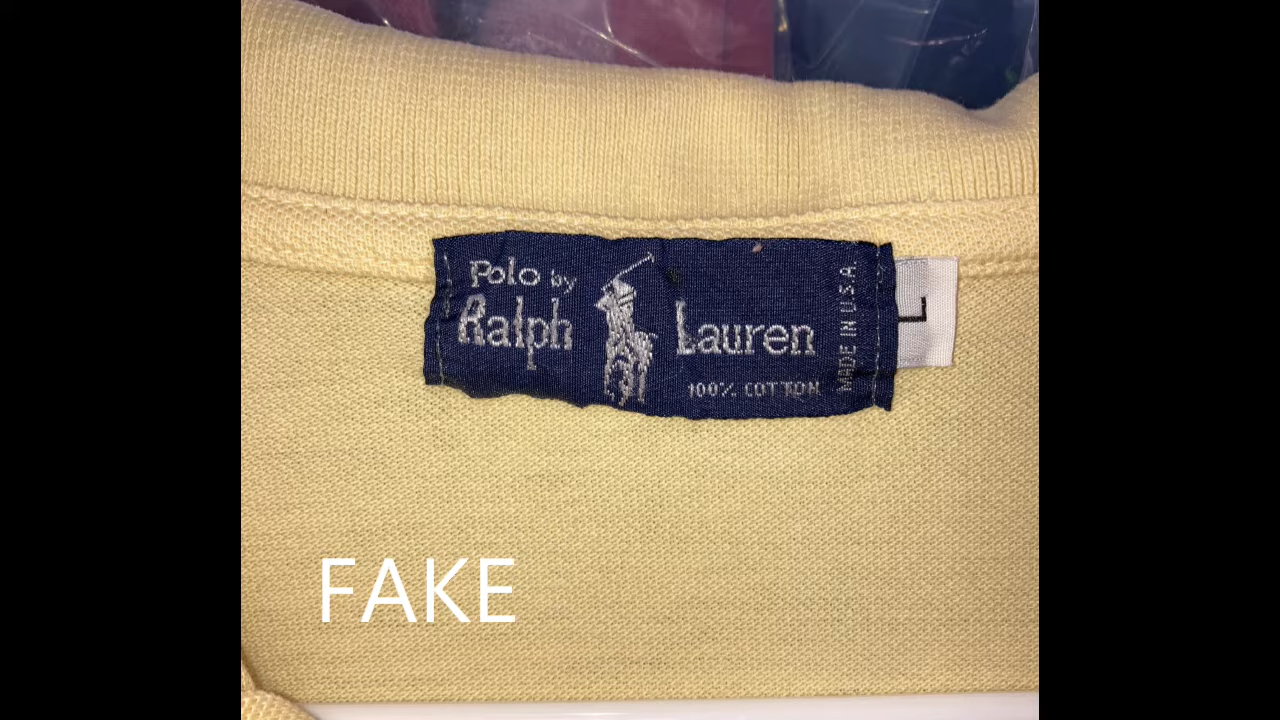 Polo by
Ralph Lauren
100% COTTON
MADE IN U.S.A.
L
FAKE